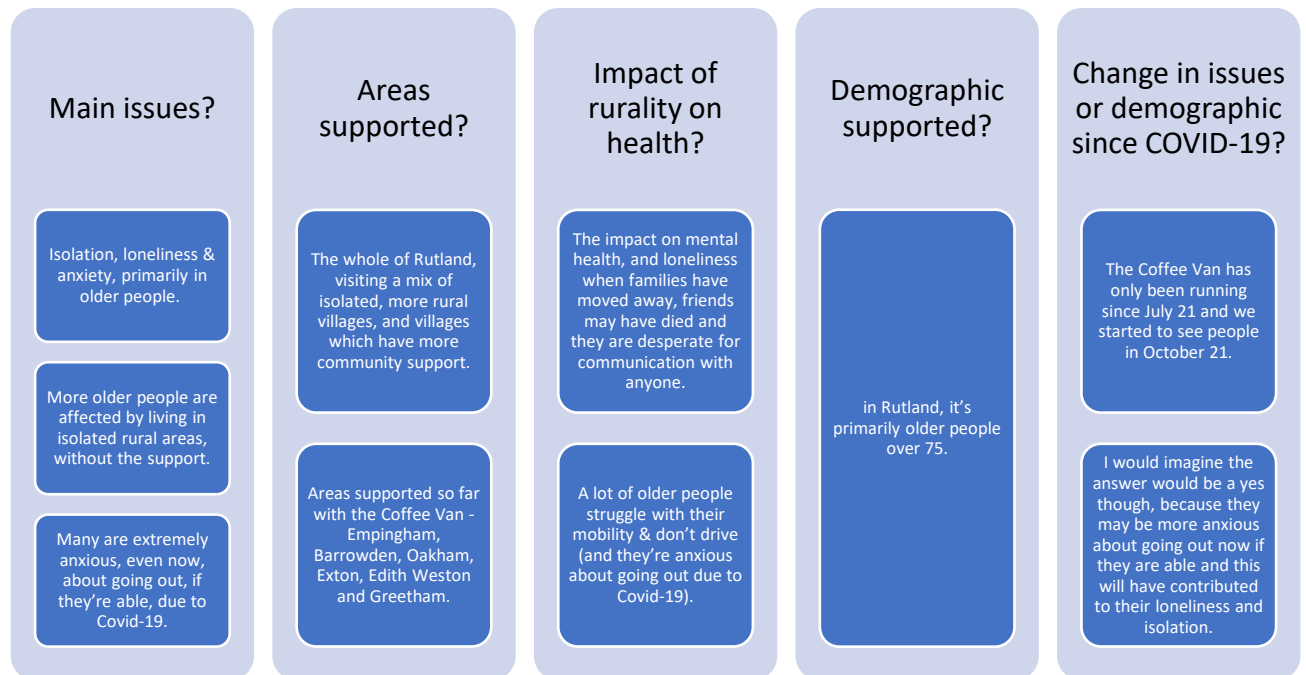 Main issues?
Isolation, loneliness &
anxiety, primarily in
older people.
More older people are
affected by living in
isolated rural areas,
without the support.
Many are extremely
anxious, even now,
about going out, if
they’re able, due to
Covid-19.
Areas
supported?
The whole of Rutland,
visiting a mix of
isolated, more rural
villages, and villages
which have more
community support.
Areas supported so far
with the Coffee Van -
Empingham,
Barrowden, Oakham,
Exton, Edith Weston
and Greetham.
Impact of
rurality on
health?
The impact on mental
health, and loneliness
when families have
moved away, friends
may have died and
they are desperate for
communication with
anyone.
A lot of older people
struggle with their
mobility & don’t drive
(and they’re anxious
about going out due to
Covid-19).
Demographic
supported?
in Rutland, it’s
primarily older people
over 75.
Change in issues
or demographic
since COVID-19?
The Coffee Van has
only been running
since July 21 and we
started to see people
in October 21.
I would imagine the
answer would be a yes
though, because they
may be more anxious
about going out now if
they are able and this
will have contributed
to their loneliness and
isolation.